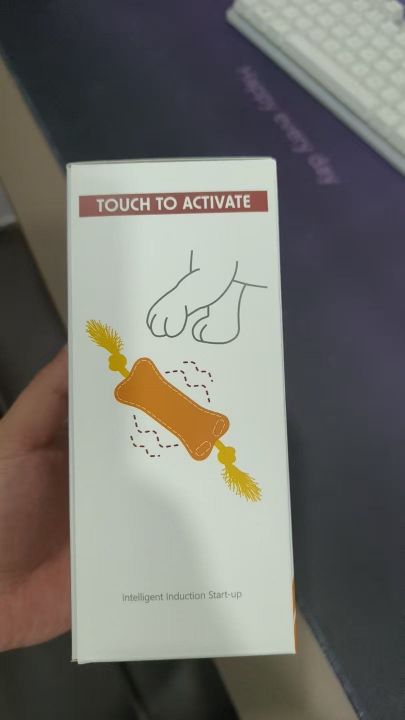 happy every day
TOUCH TO ACTIVATE
Intelligent Induction Start-up